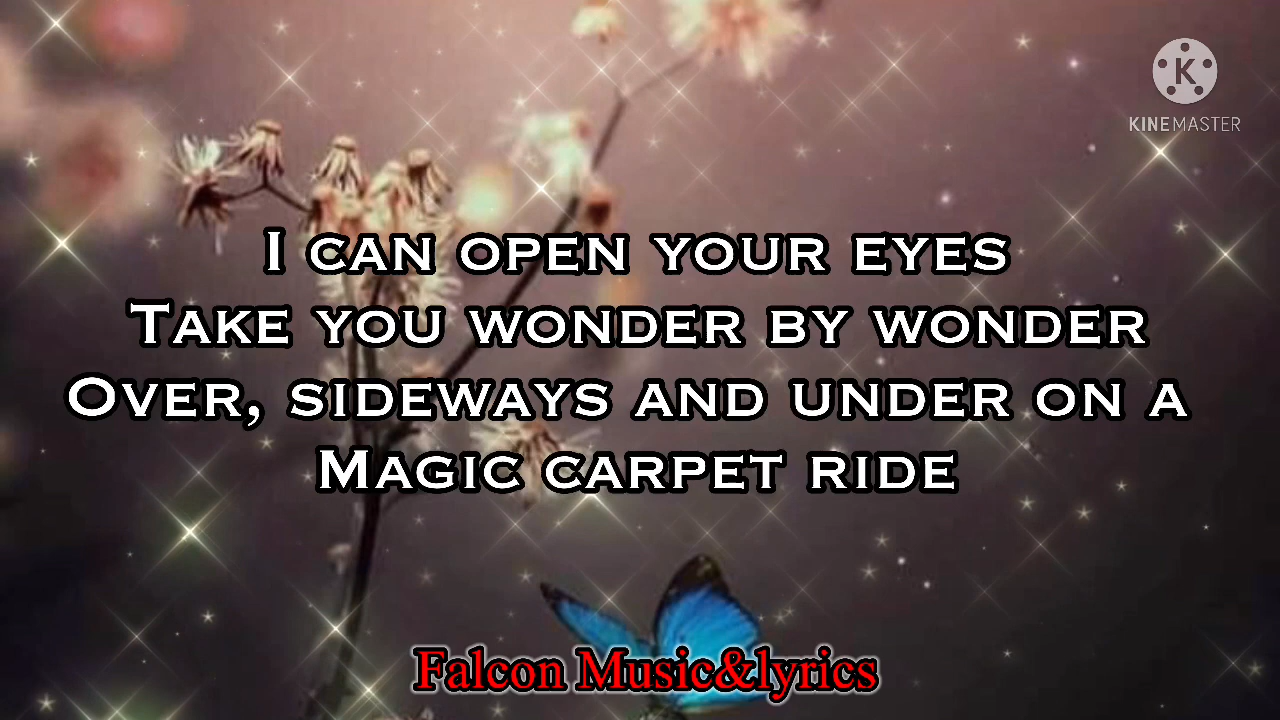 K
KINEMASTER
I CAN OPEN YOUR EYES
TAKE YOU WONDER BY WONDER
OVER, SIDEWAYS AND UNDER ON A
MAGIC CARPET RIDE
Falcon Music&lyrics